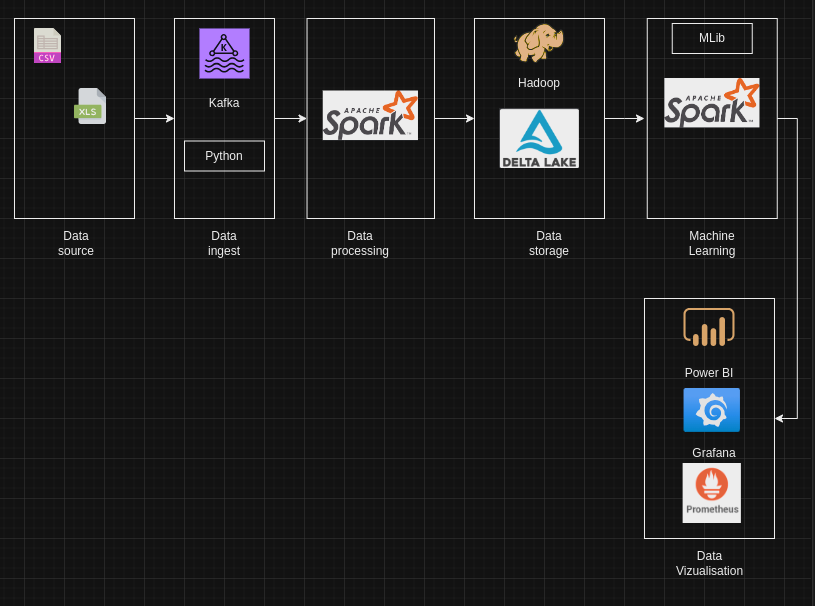 CSV
XLS
Data
source
K
Kafka
Python
Data
ingest
APACHE
Spark
Data
processing
Hadoop
DELTA LAKE
Data
storage
MLib
APACHE
Spark
Machine
Learning
Power BI
Grafana
Prometheus
Data
Vizualisation